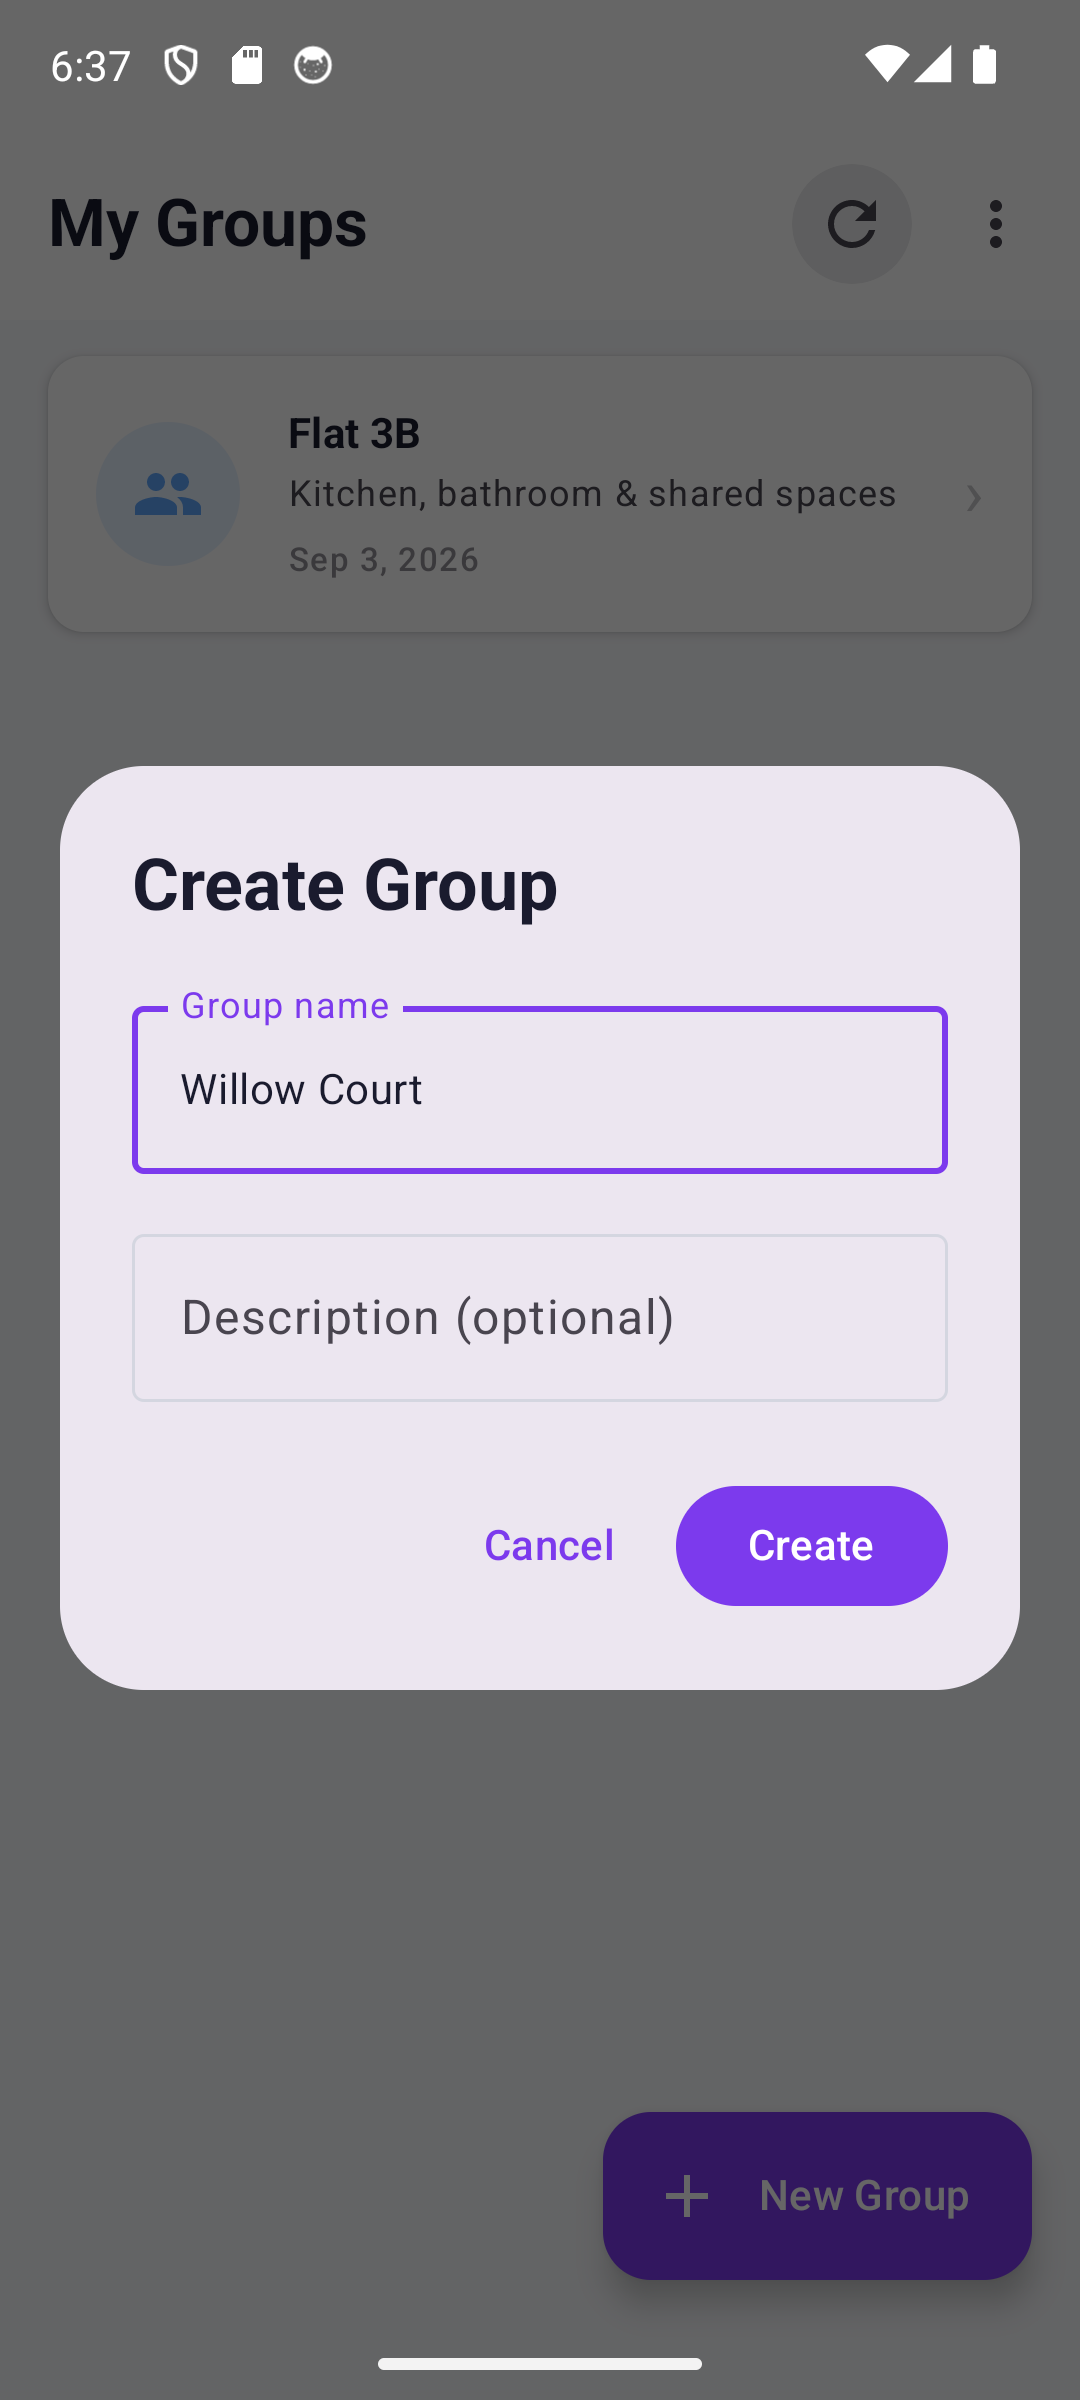 6:37
My Groups
Flat 3B
Kitchen, bathroom & shared spaces
Sep 3, 2026
Create Group
Group name
Willow Court
Description (optional)
Cancel
Create
New Group